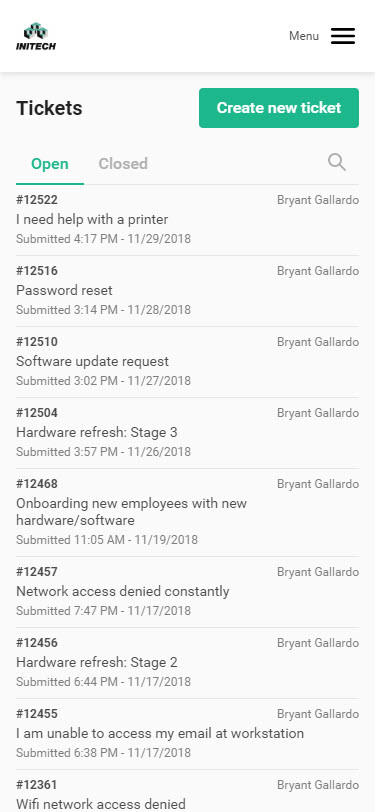 INITECH
Menu
Tickets
Create new ticket
Open
Closed
#12522 Bryant Gallardo
I need help with a printer
Submitted 4:17 PM - 11/29/2018
#12516 Bryant Gallardo
Password reset
Submitted 3:14 PM - 11/28/2018
#12510 Bryant Gallardo
Software update request
Submitted 3:02 PM - 11/27/2018
#12504 Bryant Gallardo
Hardware refresh: Stage 3
Submitted 3:57 PM - 11/26/2018
#12468 Bryant Gallardo
Onboarding new employees with new
hardware/software
Submitted 11:05 AM - 11/19/2018
#12457 Bryant Gallardo
Network access denied constantly
Submitted 7:47 PM - 11/17/2018
#12456 Bryant Gallardo
Hardware refresh: Stage 2
Submitted 6:44 PM - 11/17/2018
#12455 Bryant Gallardo
I am unable to access my email at workstation
Submitted 6:38 PM - 11/17/2018
#12361 Bryant Gallardo
Wifi network access denied